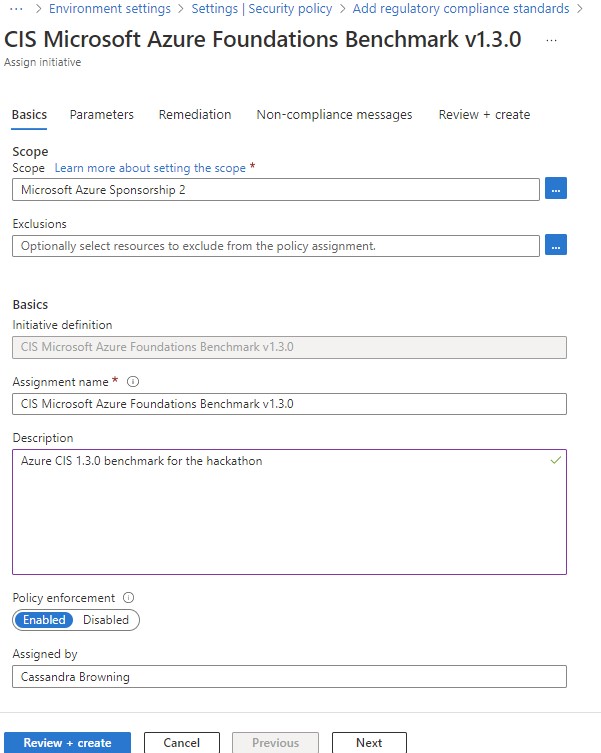 ··· > Environment settings > Settings | Security policy > Add regulatory compliance standards >
CIS Microsoft Azure Foundations Benchmark v1.3.0 ···
Assign initiative
Basics Parameters Remediation Non-compliance messages Review + create
Scope
Scope Learn more about setting the scope *
Microsoft Azure Sponsorship 2 ...
Exclusions
Optionally select resources to exclude from the policy assignment. ...
Basics
Initiative definition
CIS Microsoft Azure Foundations Benchmark v1.3.0
Assignment name *
CIS Microsoft Azure Foundations Benchmark v1.3.0
Description
Azure CIS 1.3.0 benchmark for the hackathon
Policy enforcement
Enabled Disabled
Assigned by
Cassandra Browning
Review + create Cancel Previous Next